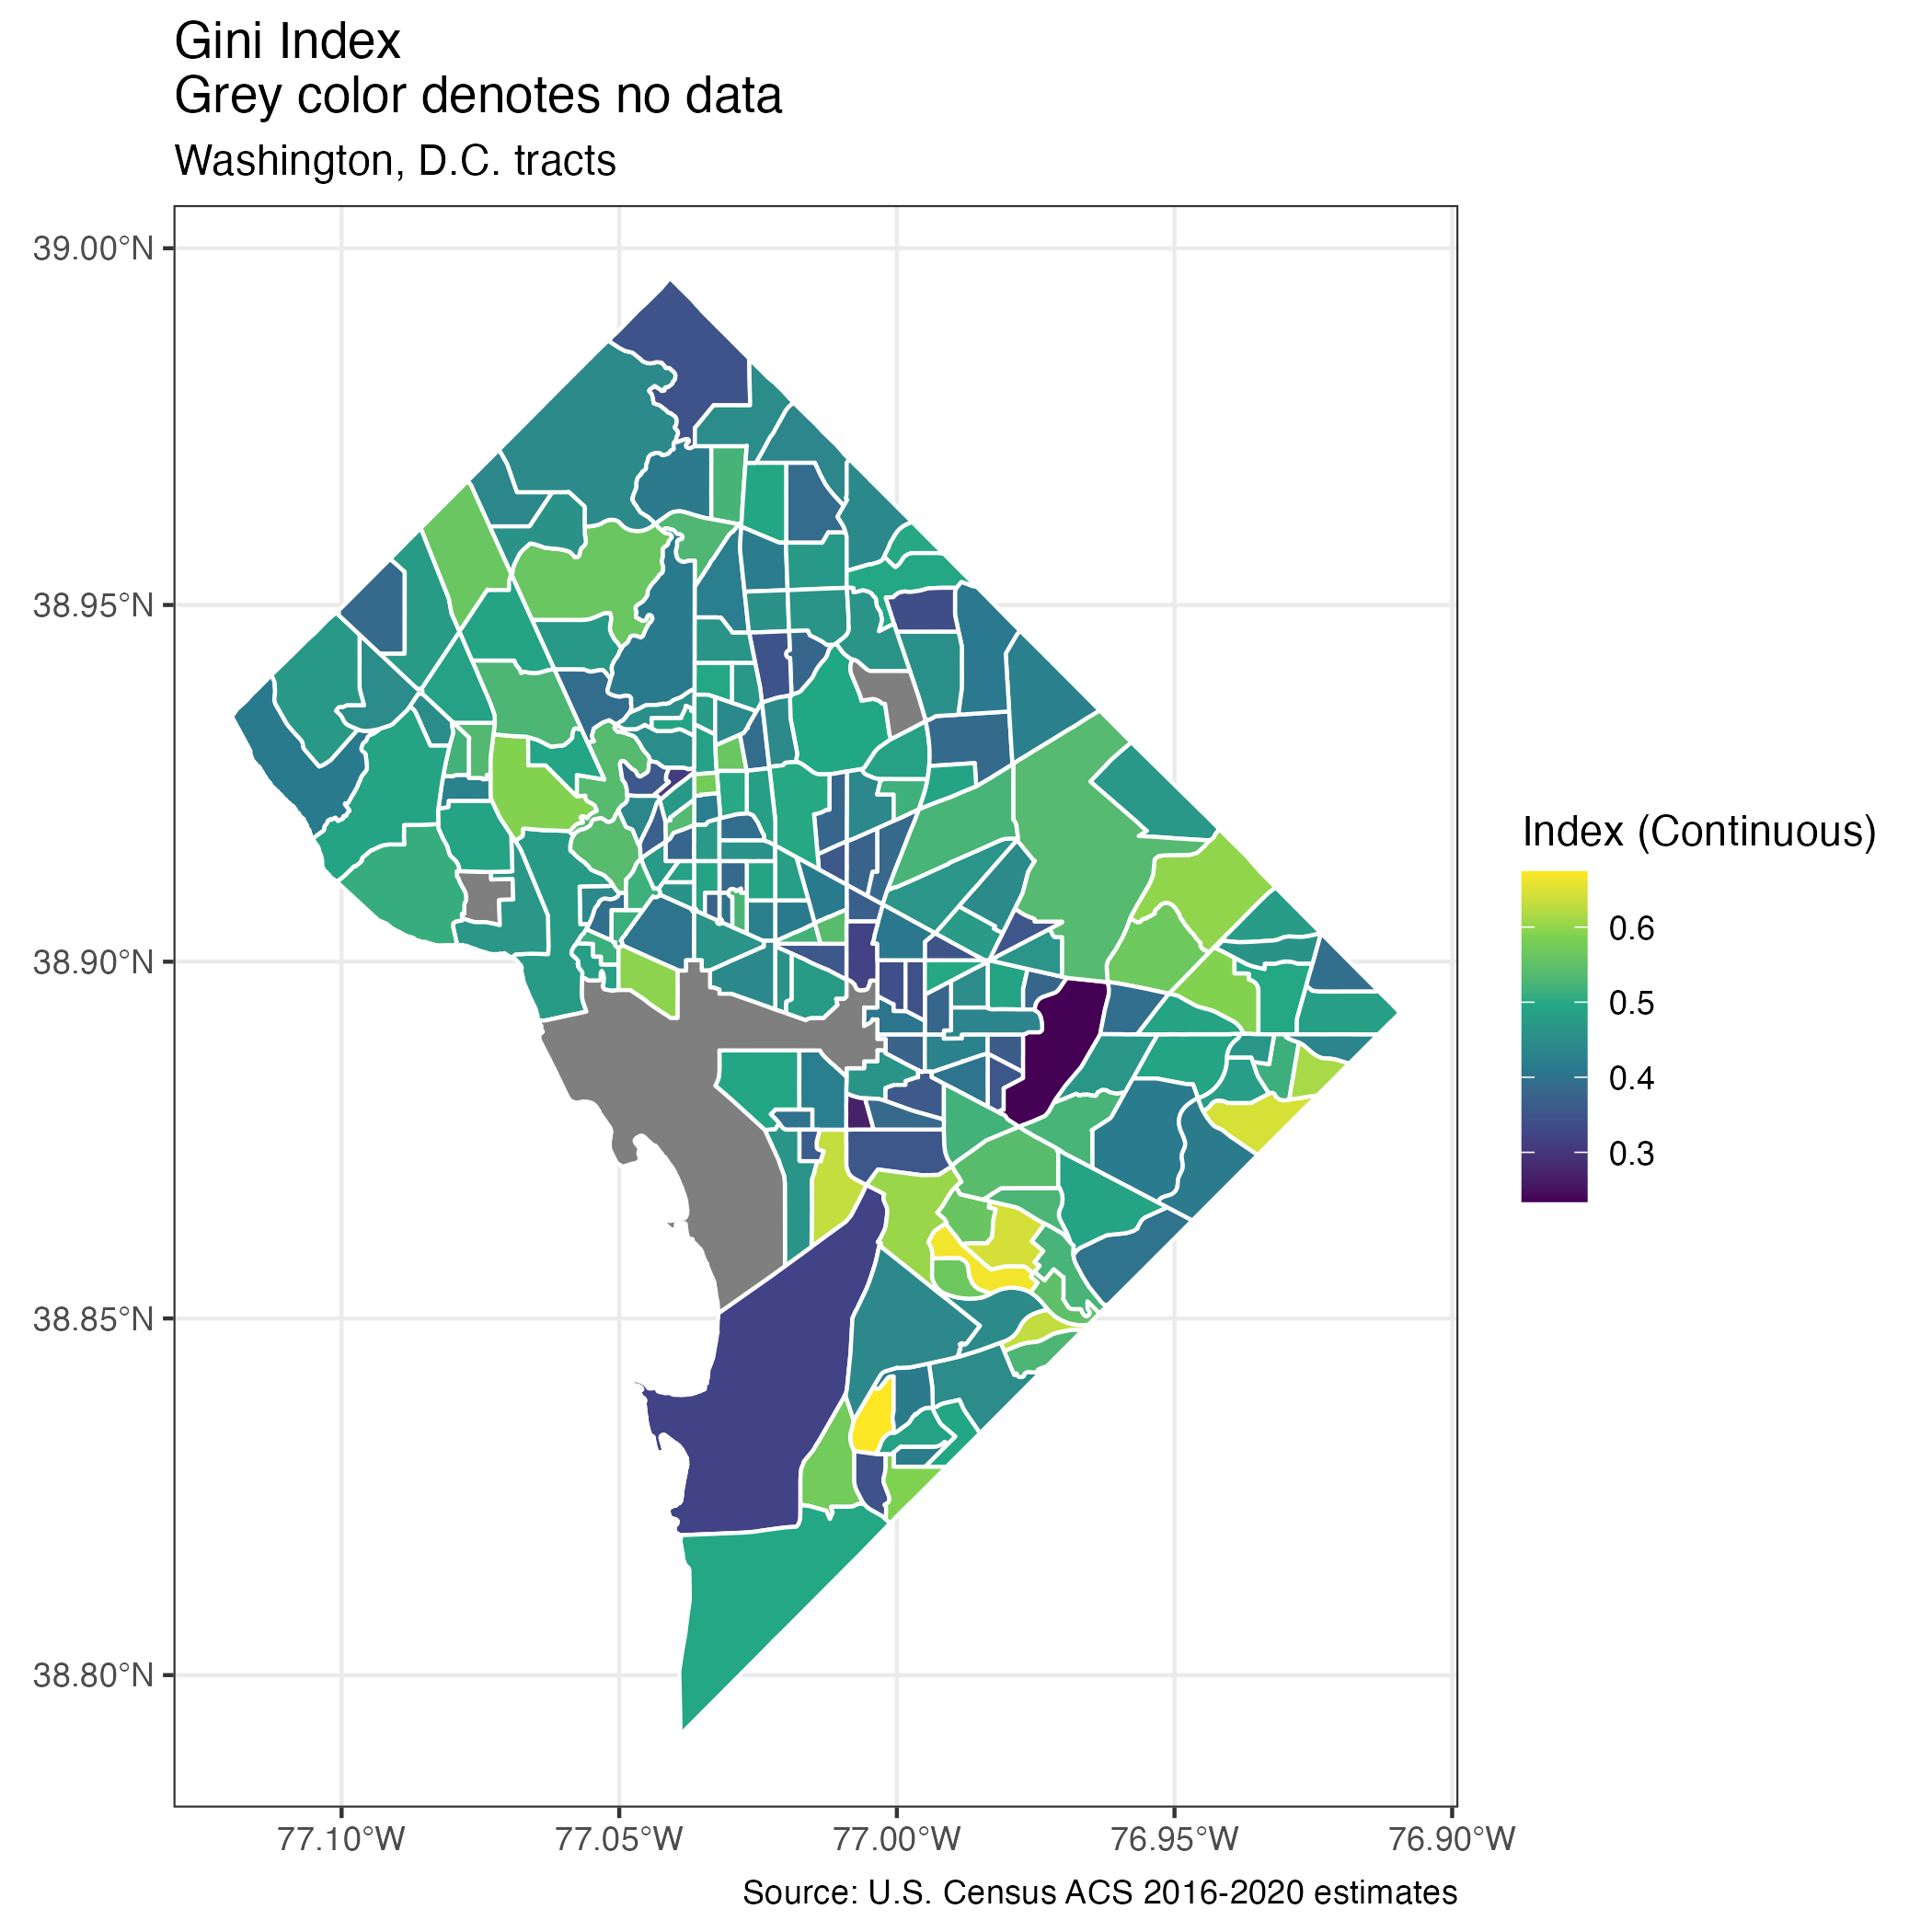 Gini Index
Grey color denotes no data
Washington, D.C. tracts
39.00°N
38.95°N
38.90°N
38.85°N
38.80°N
77.10°W
77.05°W
77.00°W
76.95°W
76.90°W
Index (Continuous)
0.6
0.5
0.4
0.3
Source: U.S. Census ACS 2016-2020 estimates